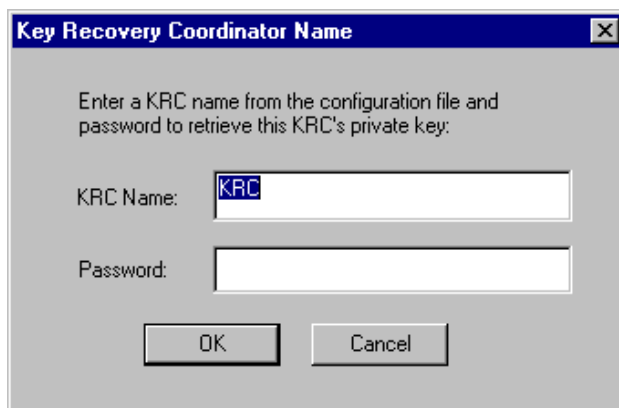 Key Recovery Coordinator Name
Enter a KRC name from the configuration file and
password to retrieve this KRC's private key:
KRC Name: KRC
Password:
OK Cancel